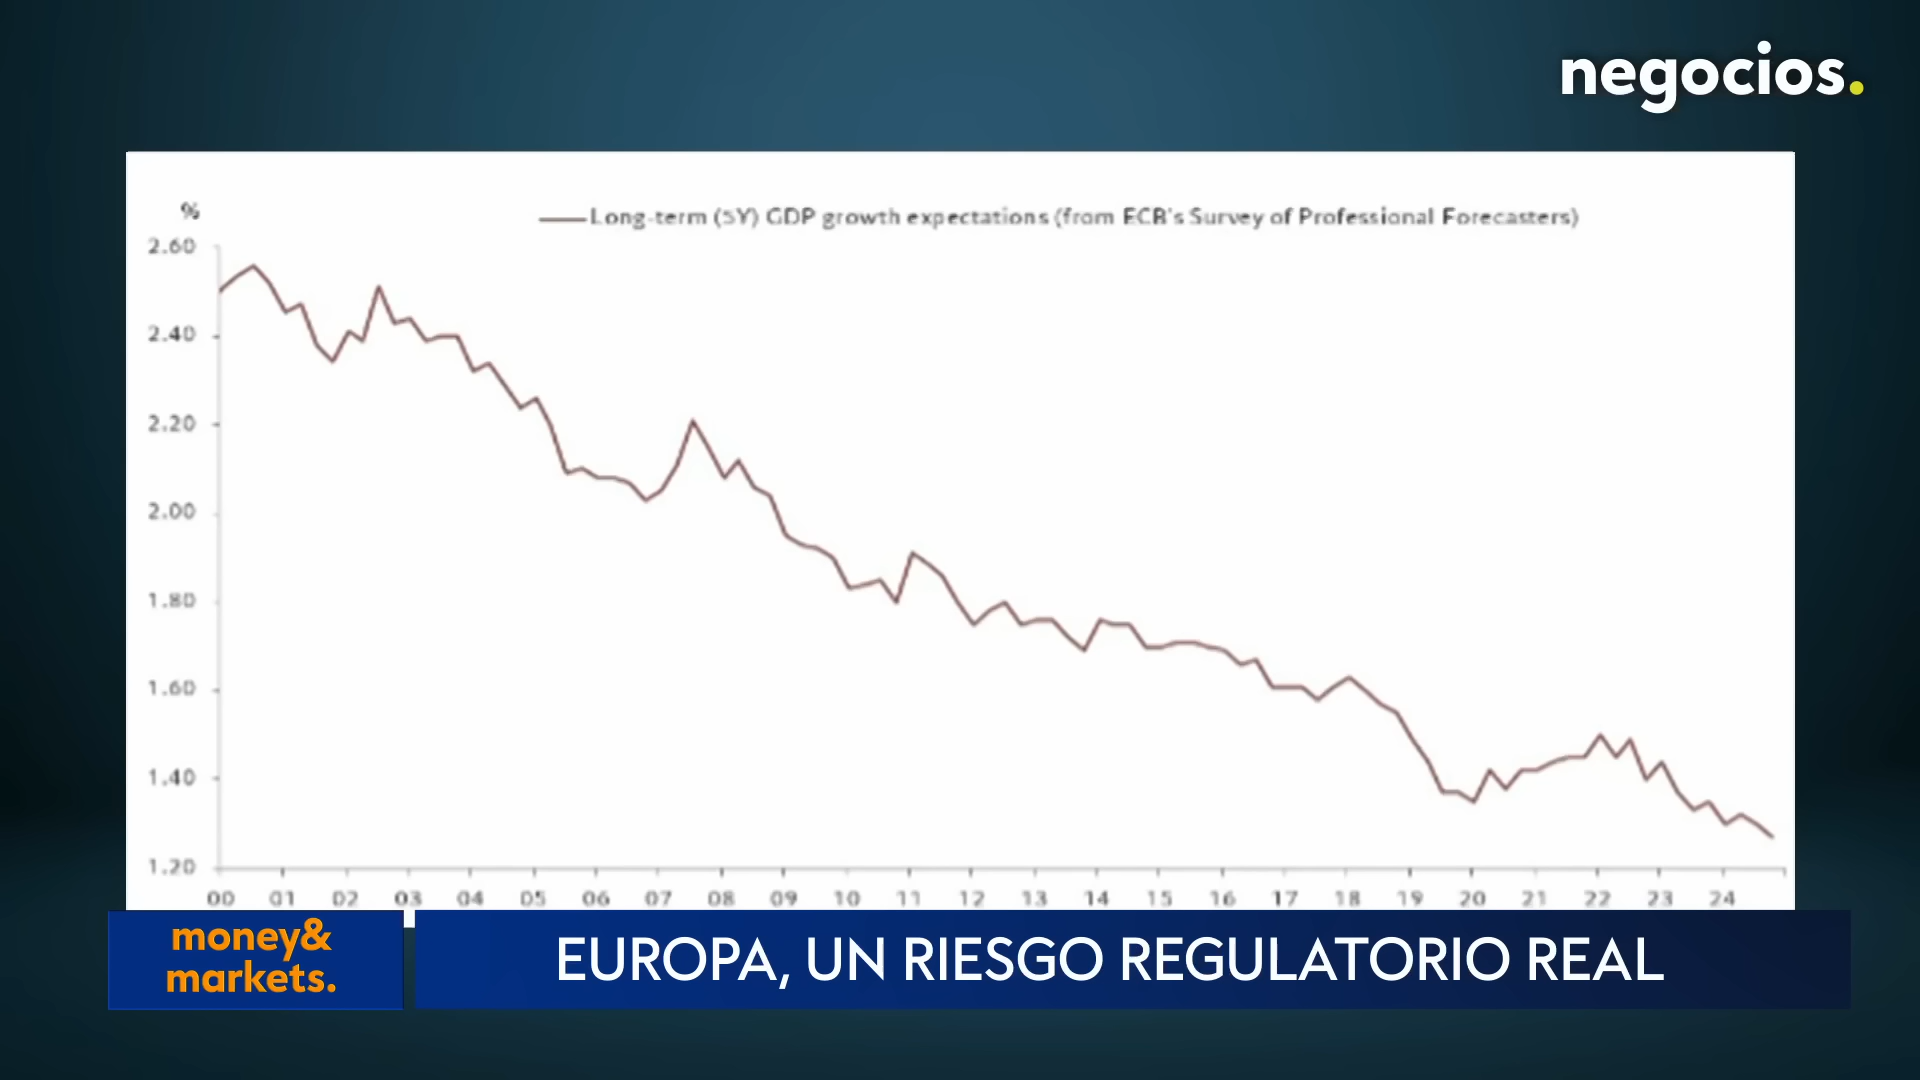 negocios.
%
Long-term (5Y) GDP growth expectations (from ECB's Survey of Professional Forecasters)
2.60
2.40
2.20
2.00
1.80
1.60
1.40
1.20
00 01 02 03 04 05 06 07 08 09 10 11 12 13 14 15 16 17 18 19 20 21 22 23 24
money&
markets.
EUROPA, UN RIESGO REGULATORIO REAL